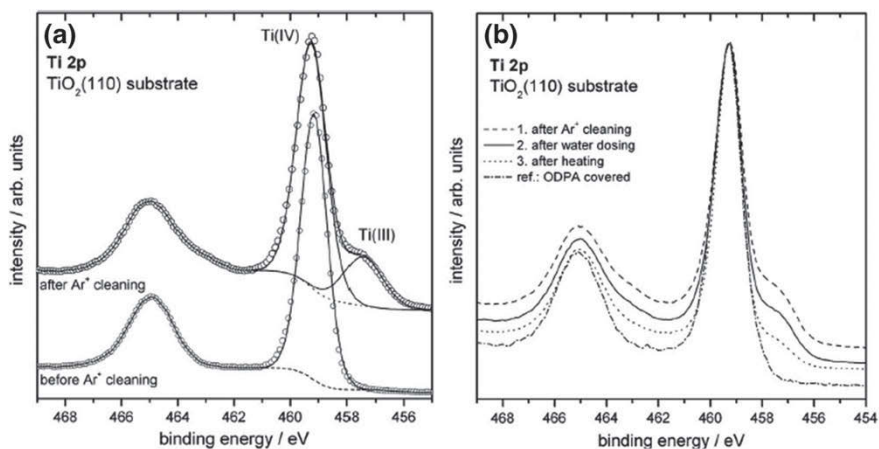 (a)
Ti 2p
TiO2(110) substrate
Ti(IV)
Ti(III)
after Ar+ cleaning
before Ar+ cleaning
intensity / arb. units
468 466 464 462 460 458 456
binding energy / eV
(b)
Ti 2p
TiO2(110) substrate
1. after Ar+ cleaning
2. after water dosing
3. after heating
ref.: ODPA covered
intensity / arb. units
468 466 464 462 460 458 456 454
binding energy / eV